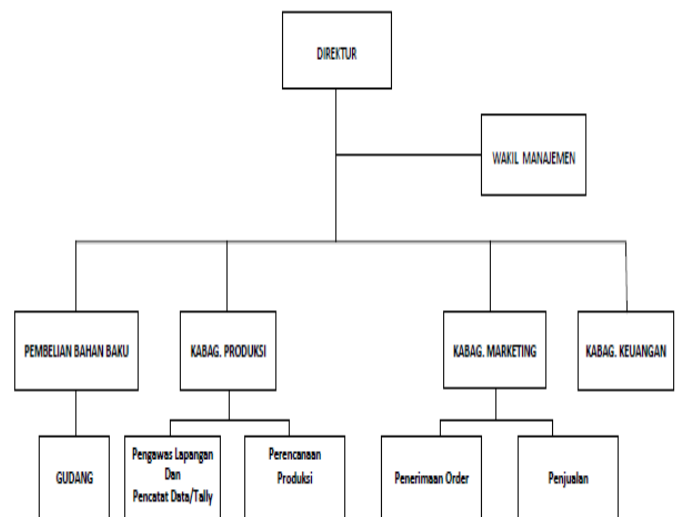 DIREKTUR
WAKIL MANAJEMEN
PEMBELIAN BAHAN BAKU
KABAG. PRODUKSI
KABAG. MARKETING
KABAG. KEUANGAN
GUDANG
Pengawas Lapangan
Dan
Pencatat Data/Tally
Perencanaan
Produksi
Penerimaan Order
Penjualan